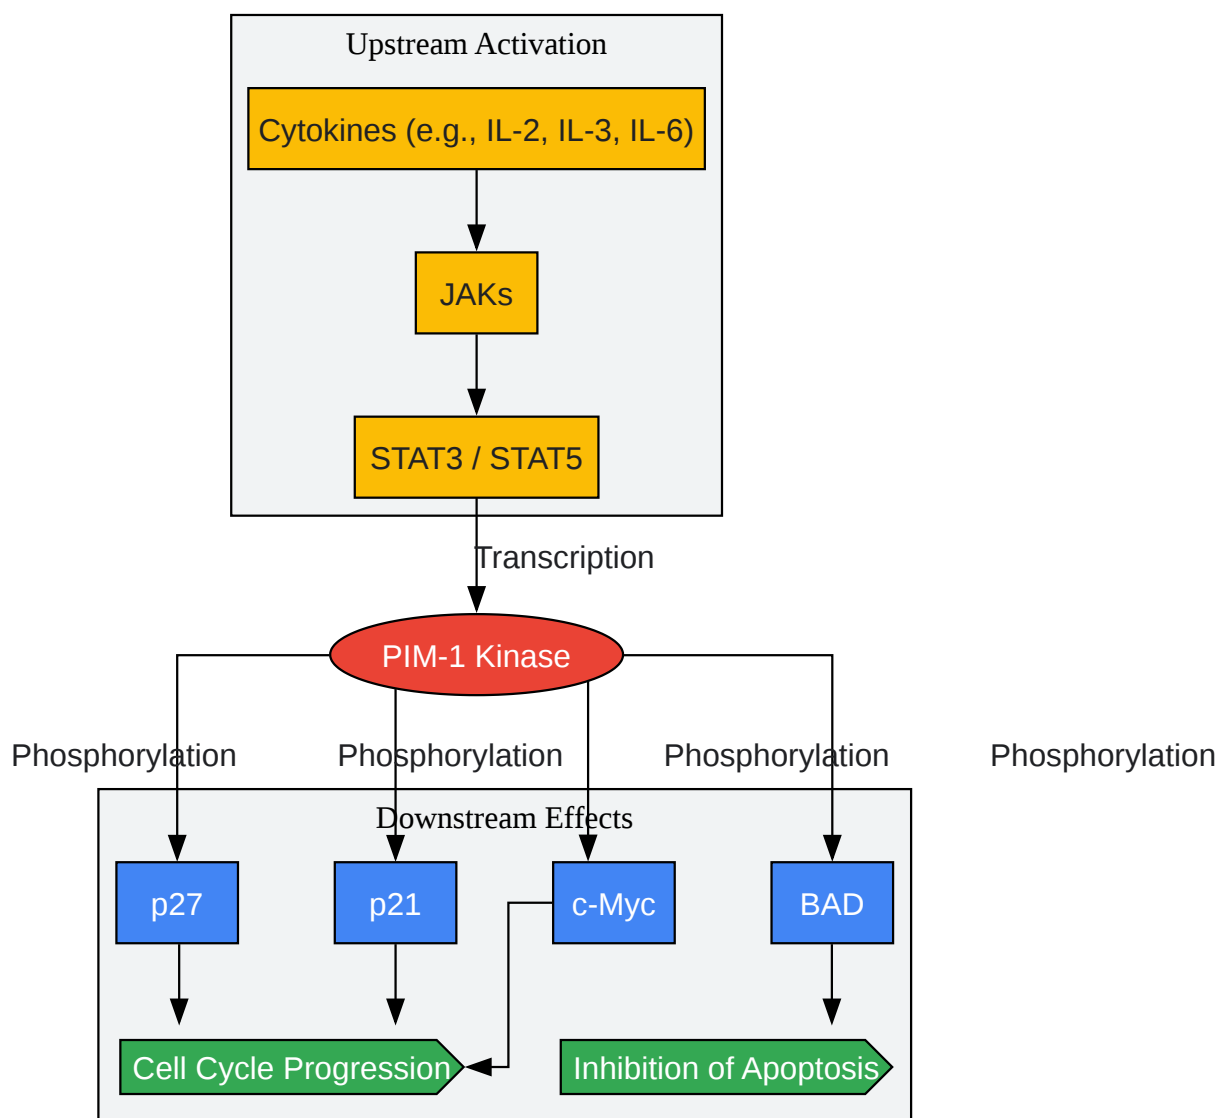 Upstream Activation
Cytokines (e.g., IL-2, IL-3, IL-6)
JAKs
STAT3 / STAT5
Transcription
PIM-1 Kinase
Phosphorylation
Phosphorylation
Phosphorylation
Phosphorylation
Downstream Effects
p27
p21
c-Myc
BAD
Cell Cycle Progression
Inhibition of Apoptosis